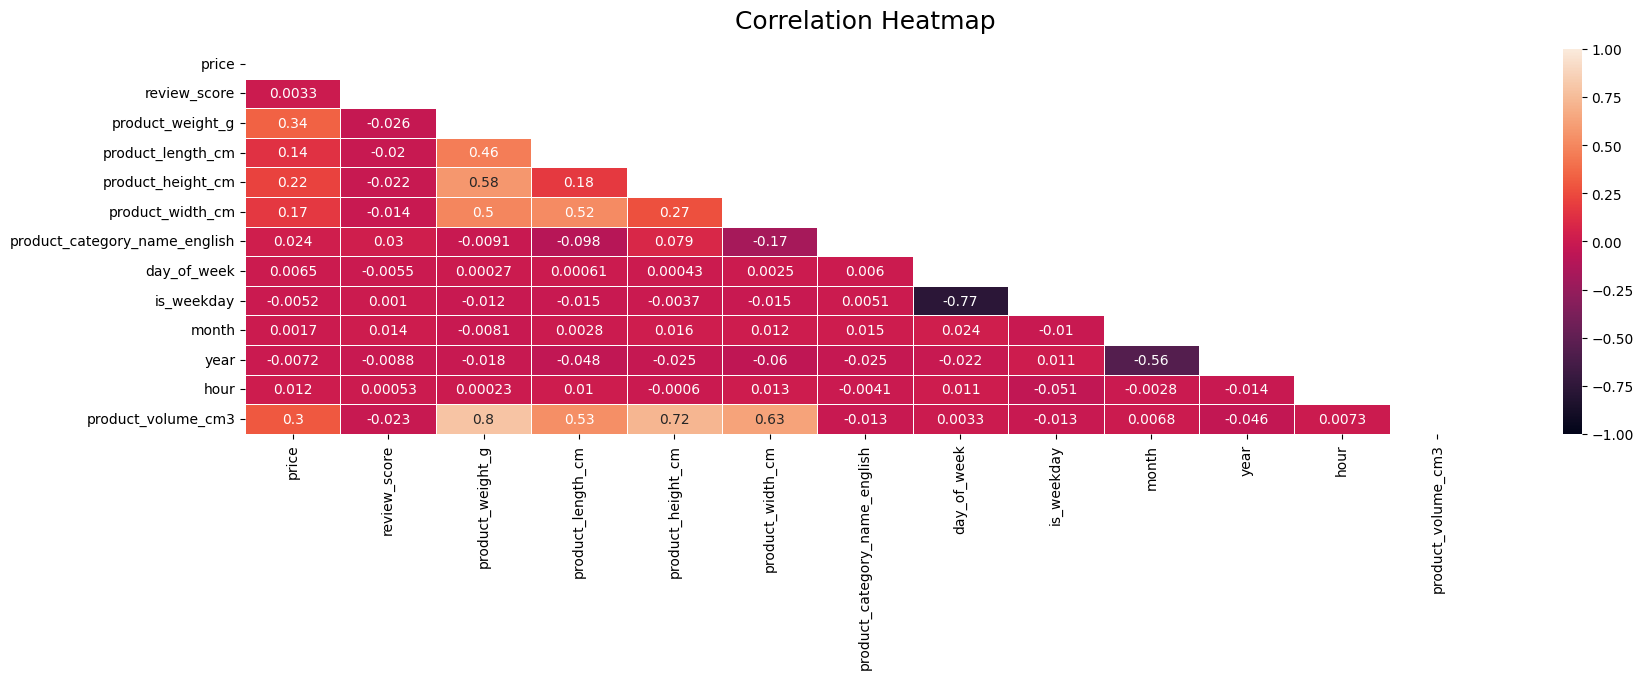 Correlation Heatmap
price
review_score 0.0033
product_weight_g 0.34 -0.026
product_length_cm 0.14 -0.02 0.46
product_height_cm 0.22 -0.022 0.58 0.18
product_width_cm 0.17 -0.014 0.5 0.52 0.27
product_category_name_english 0.024 0.03 -0.0091 -0.098 0.079 -0.17
day_of_week 0.0065 -0.0055 0.00027 0.00061 0.00043 0.0025 0.006
is_weekday -0.0052 0.001 -0.012 -0.015 -0.0037 -0.015 0.0051 -0.77
month 0.0017 0.014 -0.0081 0.0028 0.016 0.012 0.015 0.024 -0.01
year -0.0072 -0.0088 -0.018 -0.048 -0.025 -0.06 -0.025 -0.022 0.011 -0.56
hour 0.012 0.00053 0.00023 0.01 -0.0006 0.013 -0.0041 0.011 -0.051 -0.0028 -0.014
product_volume_cm3 0.3 -0.023 0.8 0.53 0.72 0.63 -0.013 0.0033 -0.013 0.0068 -0.046 0.0073
price
review_score
product_weight_g
product_length_cm
product_height_cm
product_width_cm
product_category_name_english
day_of_week
is_weekday
month
year
hour
product_volume_cm3
1.00
0.75
0.50
0.25
0.00
−0.25
−0.50
−0.75
−1.00